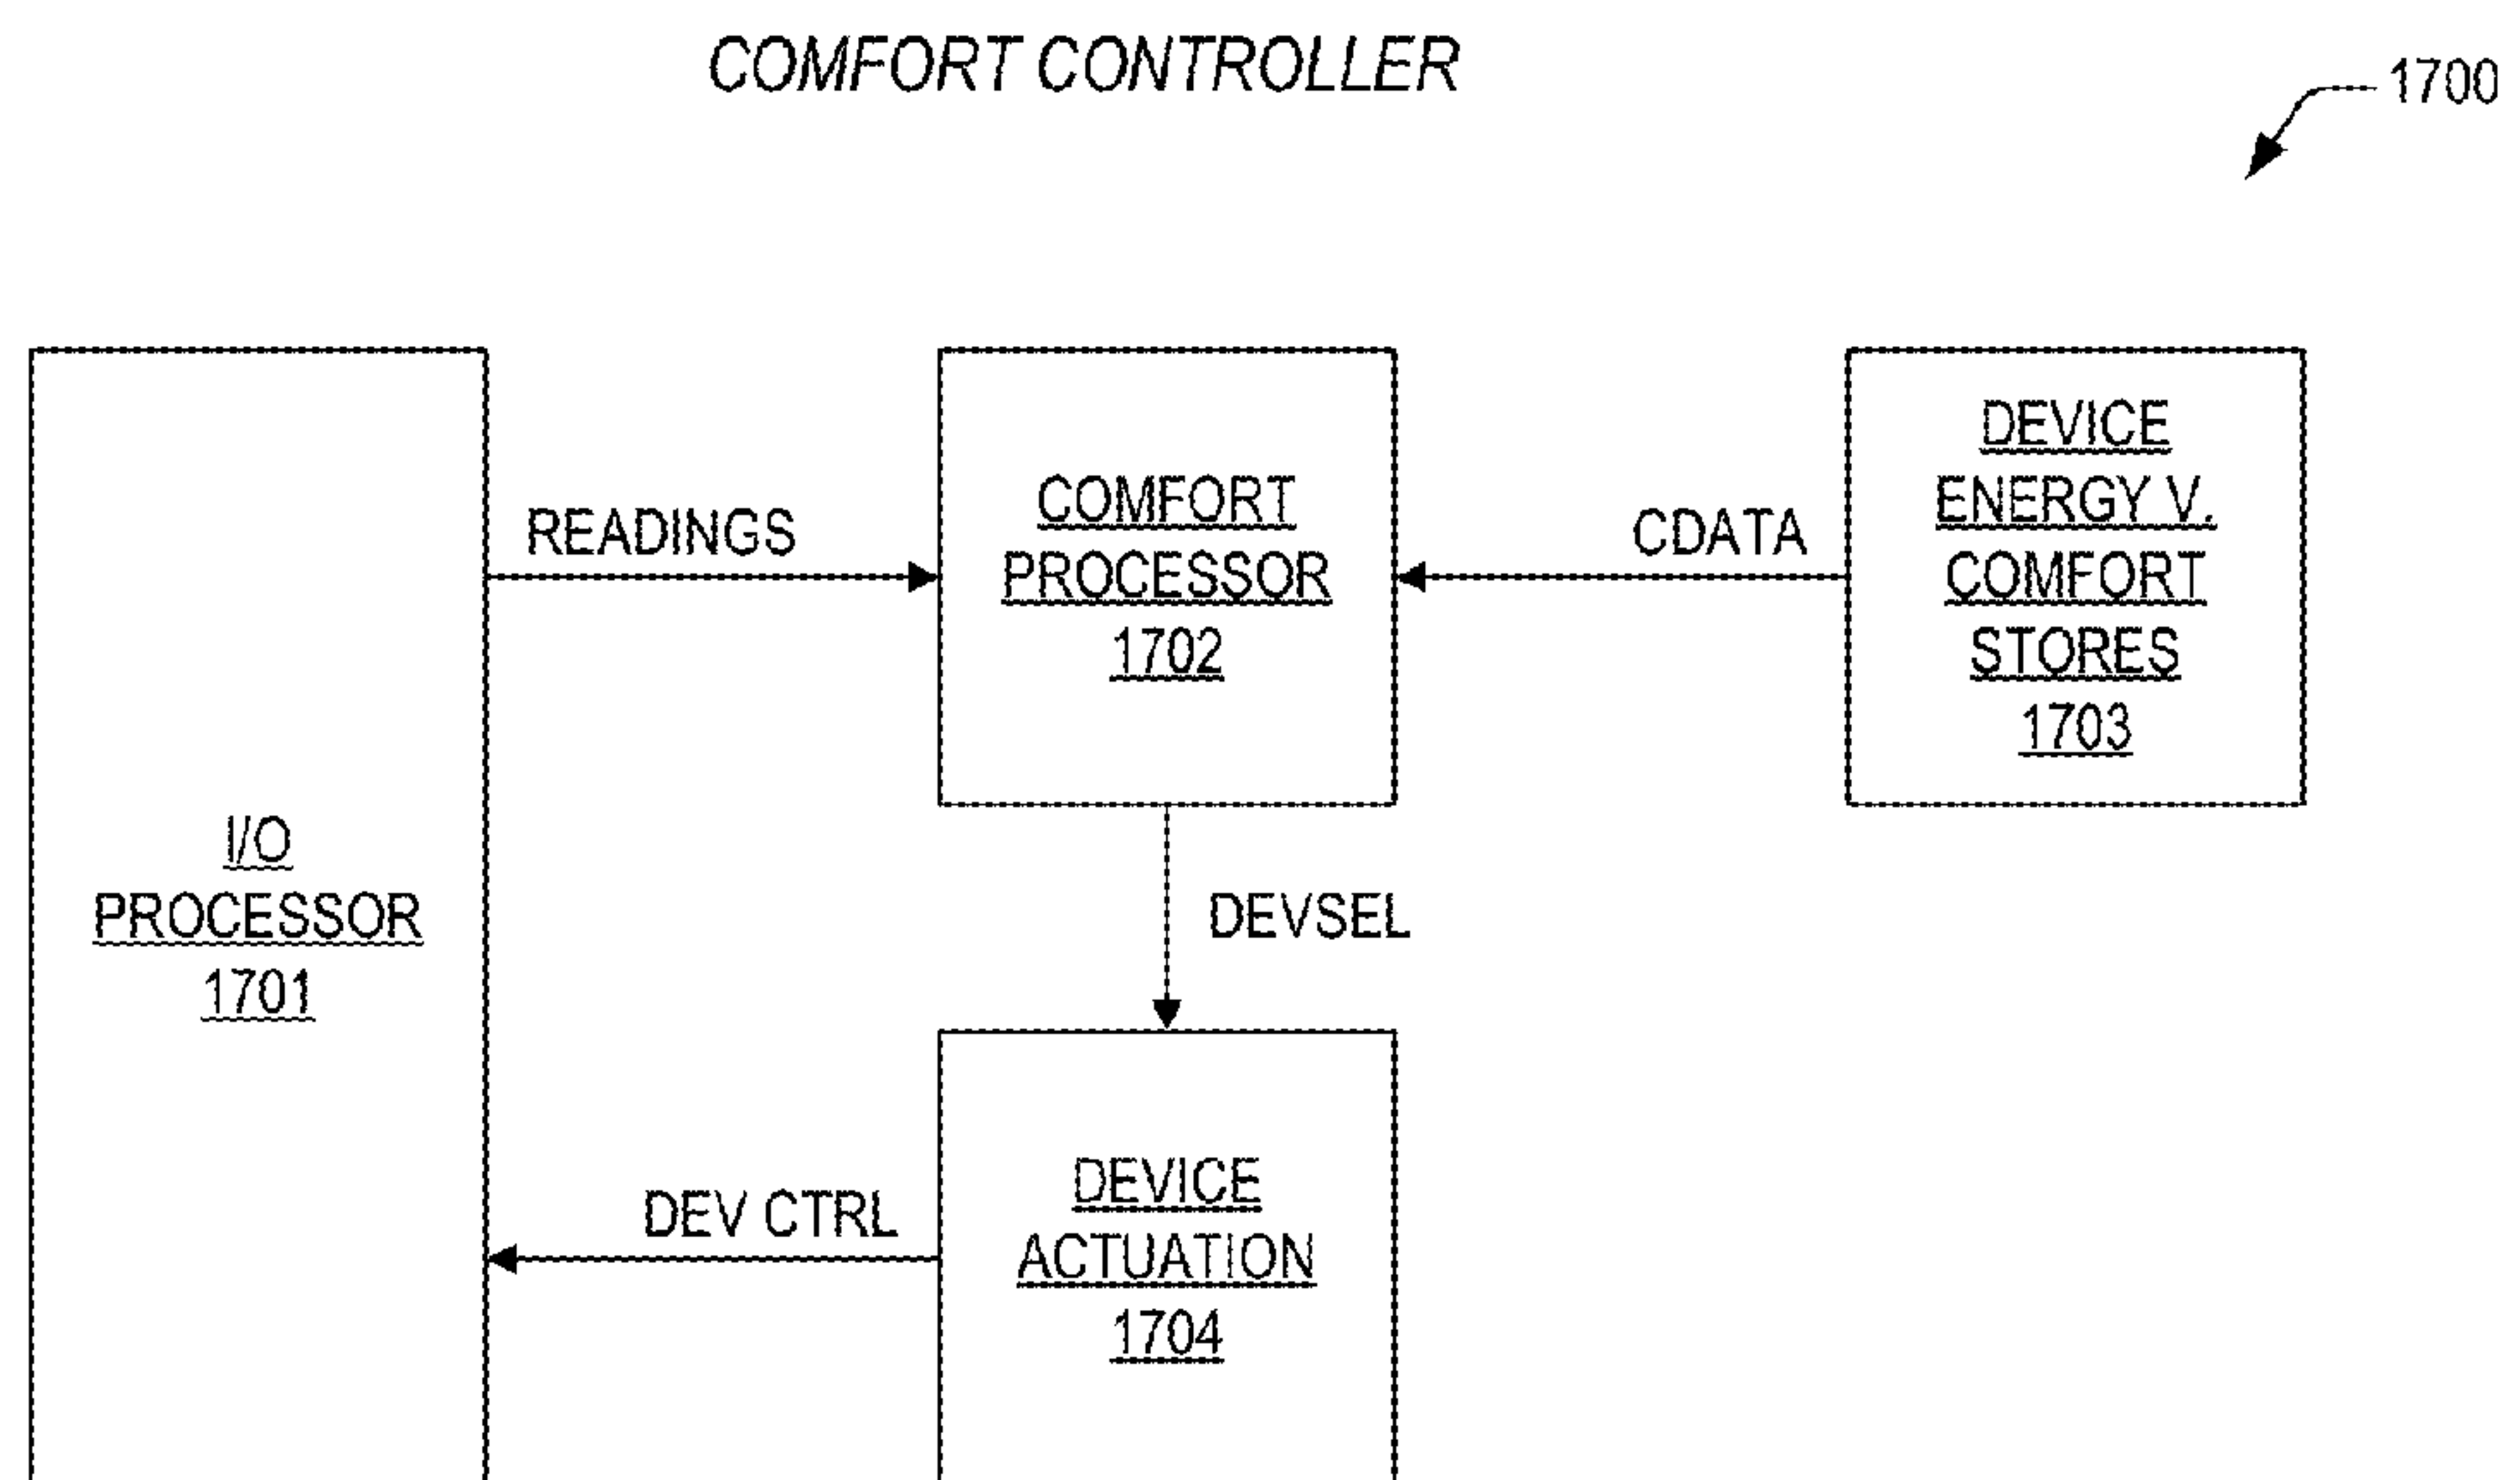 COMFORT CONTROLLER
1700
I/O
PROCESSOR
1701
READINGS
COMFORT
PROCESSOR
1702
CDATA
DEVICE
ENERGY V.
COMFORT
STORES
1703
DEVSEL
DEV CTRL
DEVICE
ACTUATION
1704